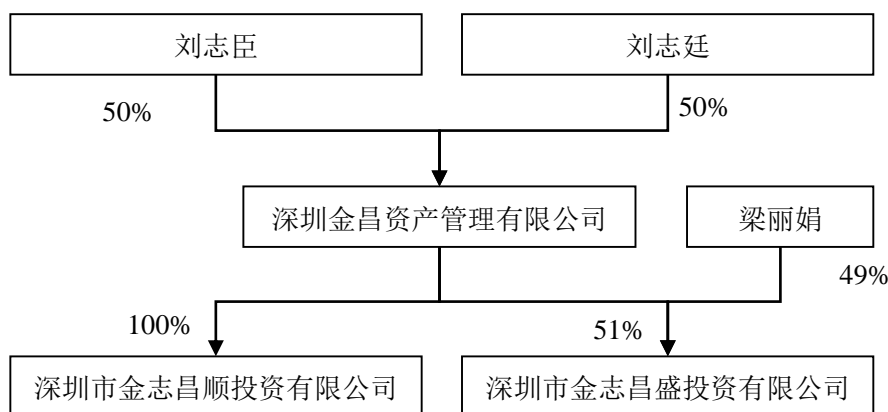 刘志臣
刘志廷
50%
50%
深圳金昌资产管理有限公司
梁丽娟
49%
100%
51%
深圳市金志昌顺投资有限公司
深圳市金志昌盛投资有限公司